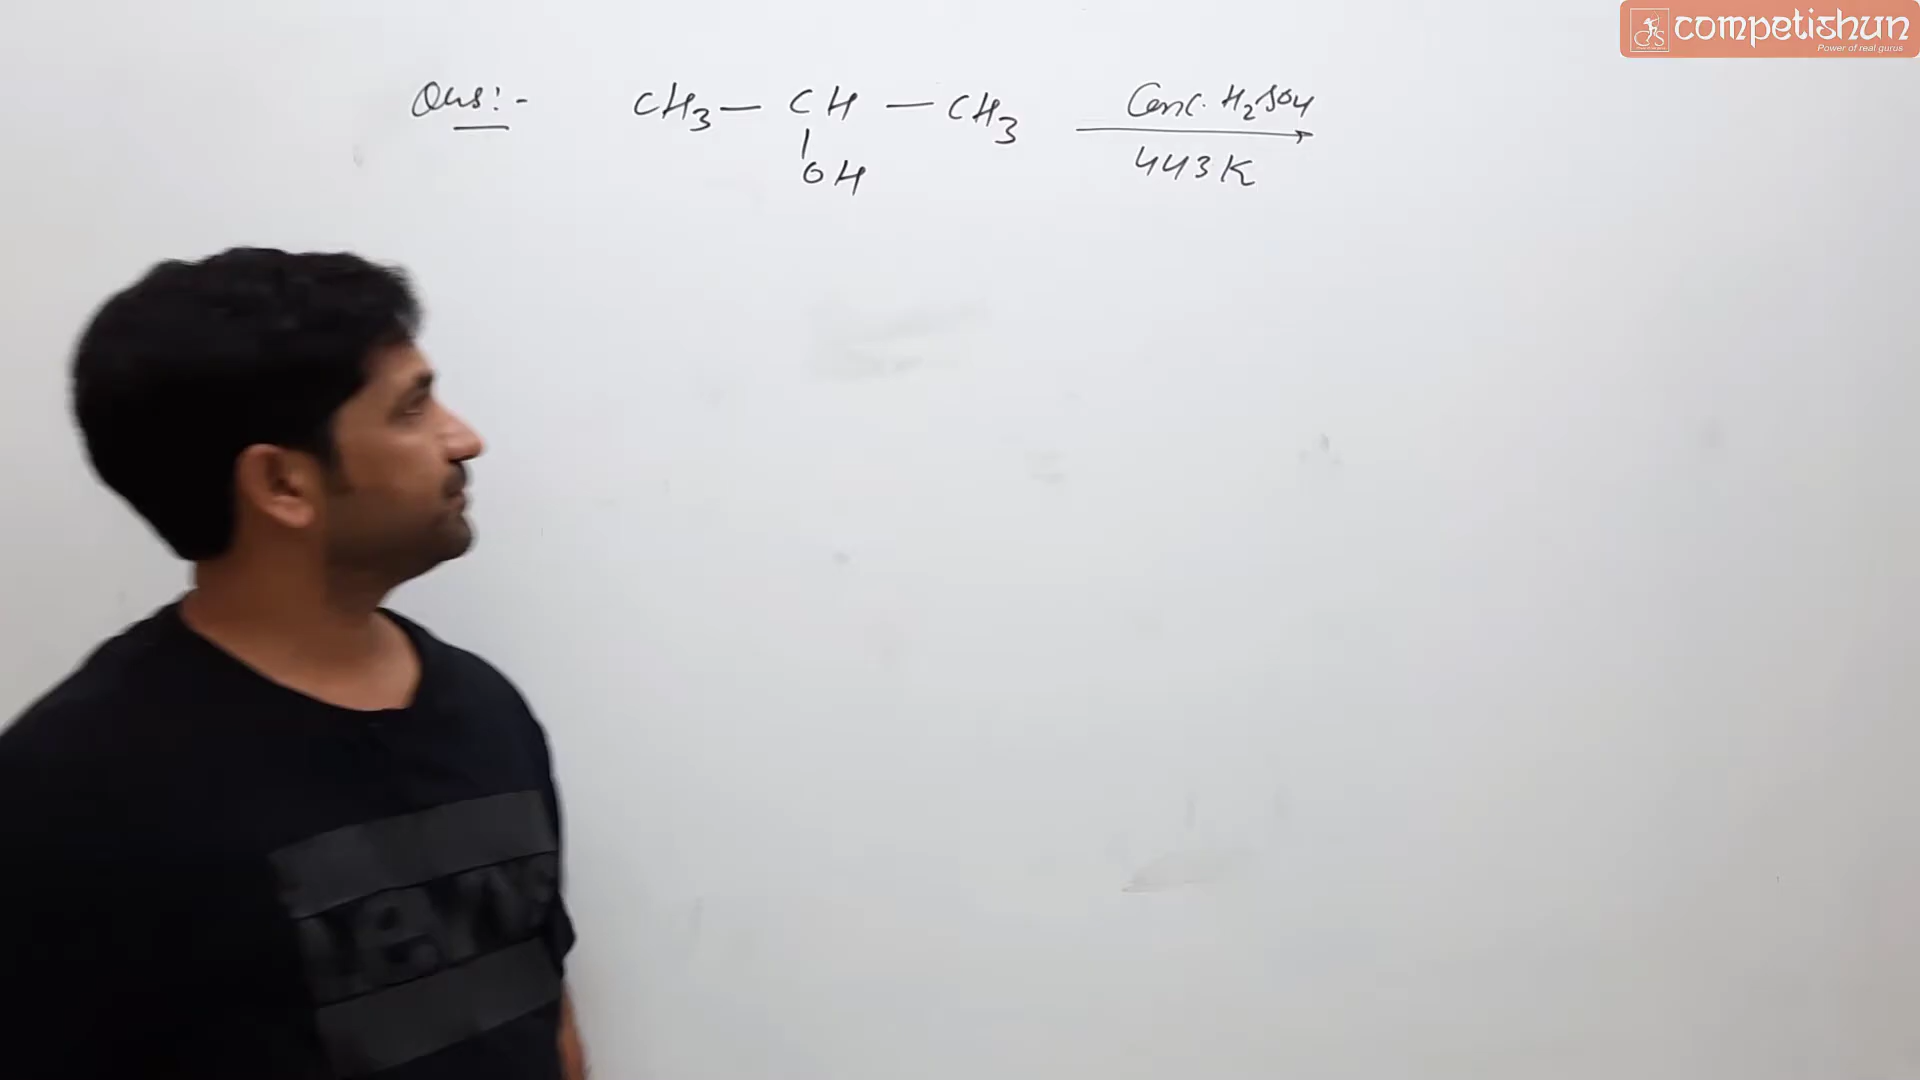 competishun
Power of real gurus
Ques:-
CH3 — CH — CH3
OH
Conc. H2SO4
443K